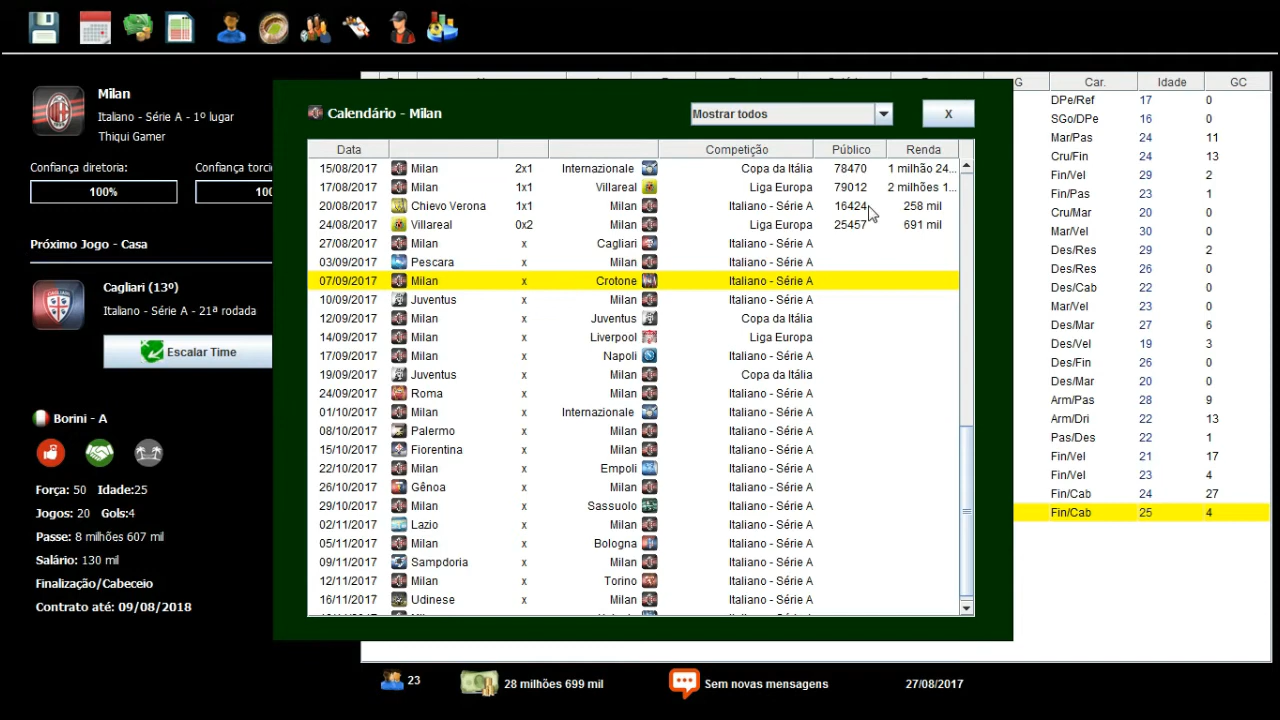 Milan
Italiano - Série A - 1º lugar
Thiqui Gamer
Confiança diretoria:
Confiança torcic
100%
100
Próximo Jogo - Casa
Cagliari (13º)
Italiano - Série A - 21ª rodada
Escalar Time
Borini - A
Força: 50 Idade:25
Jogos: 20 Gols:4
Passe: 8 milhões 607 mil
Salário: 130 mil
Finalização/Cabeceio
Contrato até: 09/08/2018
Calendário - Milan
Mostrar todos
X
Data Competição Público Renda
15/08/2017 Milan 2x1 Internazionale Copa da Itália 78470 1 milhão 24...
17/08/2017 Milan 1x1 Villareal Liga Europa 79012 2 milhões 1...
20/08/2017 Chievo Verona 1x1 Milan Italiano - Série A 16424 258 mil
24/08/2017 Villareal 0x2 Milan Liga Europa 25457 691 mil
27/08/2017 Milan x Cagliari Italiano - Série A
03/09/2017 Pescara x Milan Italiano - Série A
07/09/2017 Milan x Crotone Italiano - Série A
10/09/2017 Juventus x Milan Italiano - Série A
12/09/2017 Milan x Juventus Copa da Itália
14/09/2017 Milan x Liverpool Liga Europa
17/09/2017 Milan x Napoli Italiano - Série A
19/09/2017 Juventus x Milan Copa da Itália
24/09/2017 Roma x Milan Italiano - Série A
01/10/2017 Milan x Internazionale Italiano - Série A
08/10/2017 Palermo x Milan Italiano - Série A
15/10/2017 Fiorentina x Milan Italiano - Série A
22/10/2017 Milan x Empoli Italiano - Série A
26/10/2017 Gênoa x Milan Italiano - Série A
29/10/2017 Milan x Sassuolo Italiano - Série A
02/11/2017 Lazio x Milan Italiano - Série A
05/11/2017 Milan x Bologna Italiano - Série A
09/11/2017 Sampdoria x Milan Italiano - Série A
12/11/2017 Milan x Torino Italiano - Série A
16/11/2017 Udinese x Milan Italiano - Série A
G Car. Idade GC
DPe/Ref 17 0
SGo/DPe 16 0
Mar/Pas 24 11
Cru/Fin 24 13
Fin/Vel 29 2
Fin/Pas 23 1
Cru/Mar 20 0
Mar/Vel 30 0
Des/Res 29 2
Des/Res 26 0
Des/Cab 22 0
Mar/Vel 23 0
Des/Mar 27 6
Des/Vel 19 3
Des/Fin 26 0
Des/Mar 20 0
Arm/Pas 28 9
Arm/Dri 22 13
Pas/Des 22 1
Fin/Vel 21 17
Fin/Vel 23 4
Fin/Cab 24 27
Fin/Cab 25 4
23
28 milhões 699 mil
Sem novas mensagens
27/08/2017